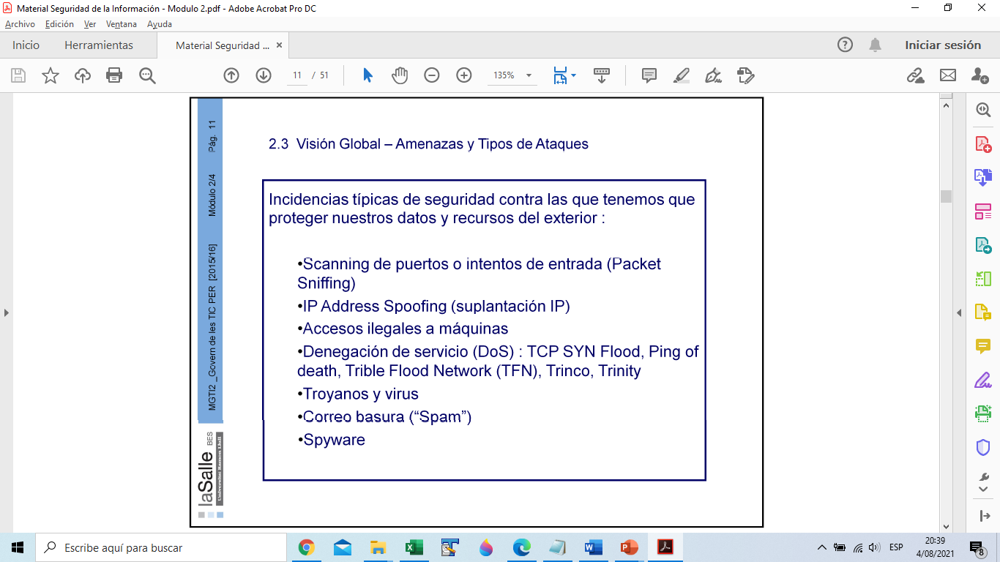 Material Seguridad de la Información - Modulo 2.pdf - Adobe Acrobat Pro DC
Archivo Edición Ver Ventana Ayuda
Inicio Herramientas Material Seguridad ... × Iniciar sesión
11 / 51 135%
Pág. 11
Módulo 2/4
MGTI2 _Govern de les TIC PER [2015/16]
laSalle BES
Universitat Ramon Llull
2.3 Visión Global – Amenazas y Tipos de Ataques
Incidencias típicas de seguridad contra las que tenemos que
proteger nuestros datos y recursos del exterior :
•Scanning de puertos o intentos de entrada (Packet
Sniffing)
•IP Address Spoofing (suplantación IP)
•Accesos ilegales a máquinas
•Denegación de servicio (DoS) : TCP SYN Flood, Ping of
death, Trible Flood Network (TFN), Trinco, Trinity
•Troyanos y virus
•Correo basura (“Spam”)
•Spyware
Escribe aquí para buscar
ESP
20:39
4/08/2021
8